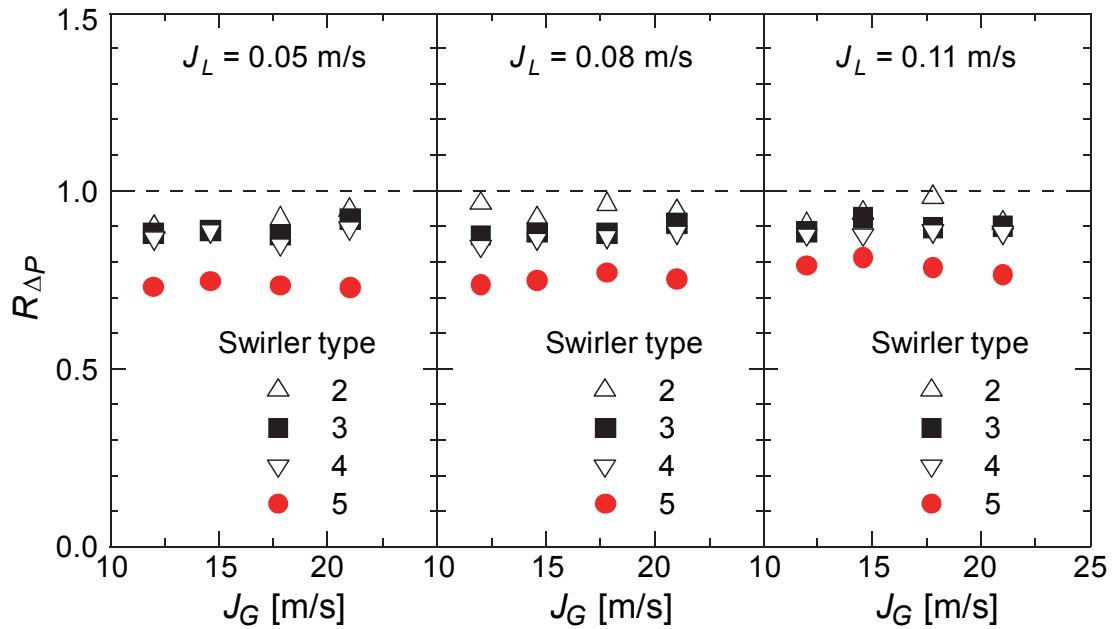 1.5
1.0
0.5
0.0
R_ΔP
J_L = 0.05 m/s
J_L = 0.08 m/s
J_L = 0.11 m/s
Swirler type
2
3
4
5
Swirler type
2
3
4
5
Swirler type
2
3
4
5
10 15 20 10 15 20 10 15 20 25
J_G [m/s] J_G [m/s] J_G [m/s]